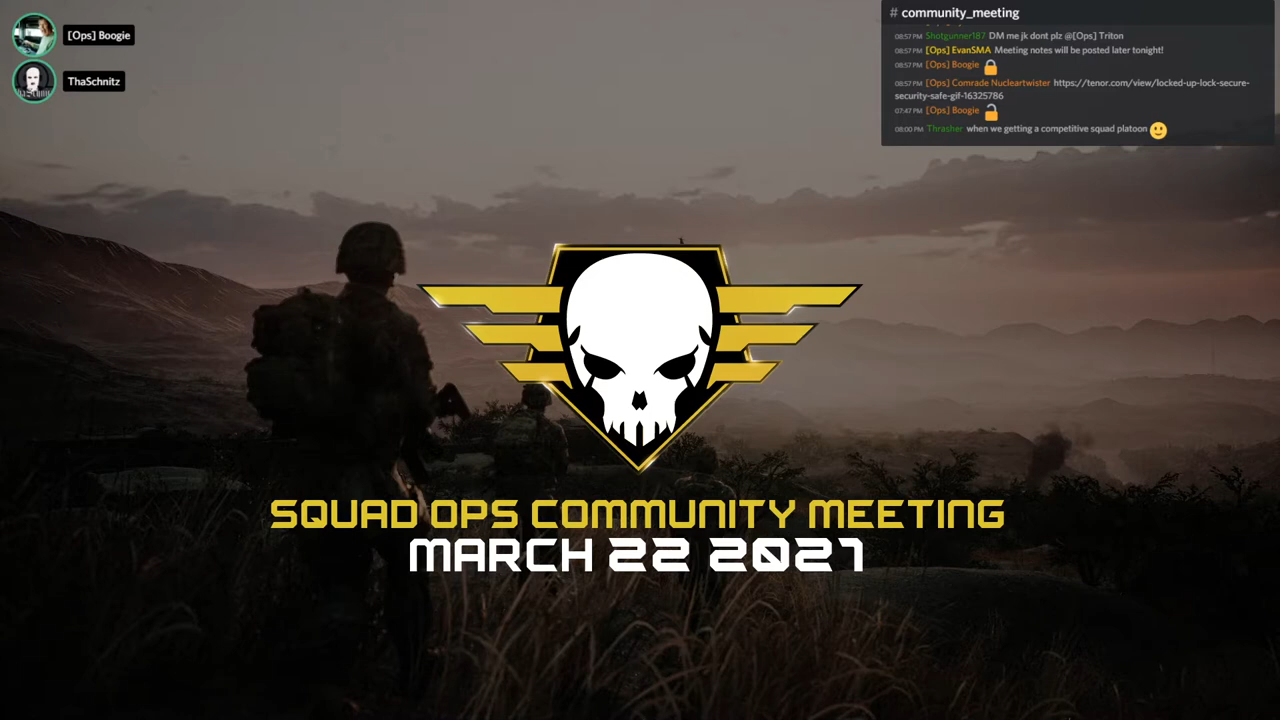 [Ops] Boogie
ThaSchnitz
# community_meeting
08:57 PM Shotgunner187 DM me jk dont plz @[Ops] Triton
08:57 PM [Ops] EvanSMA Meeting notes will be posted later tonight!
08:57 PM [Ops] Boogie 🔒
08:57 PM [Ops] Comrade Nucleartwister https://tenor.com/view/locked-up-lock-secure-
security-safe-gif-16325786
07:47 PM [Ops] Boogie 🔓
08:00 PM Thrasher when we getting a competitive squad platoon 🙂
SQUAD OPS COMMUNITY MEETING
MARCH 22 2021